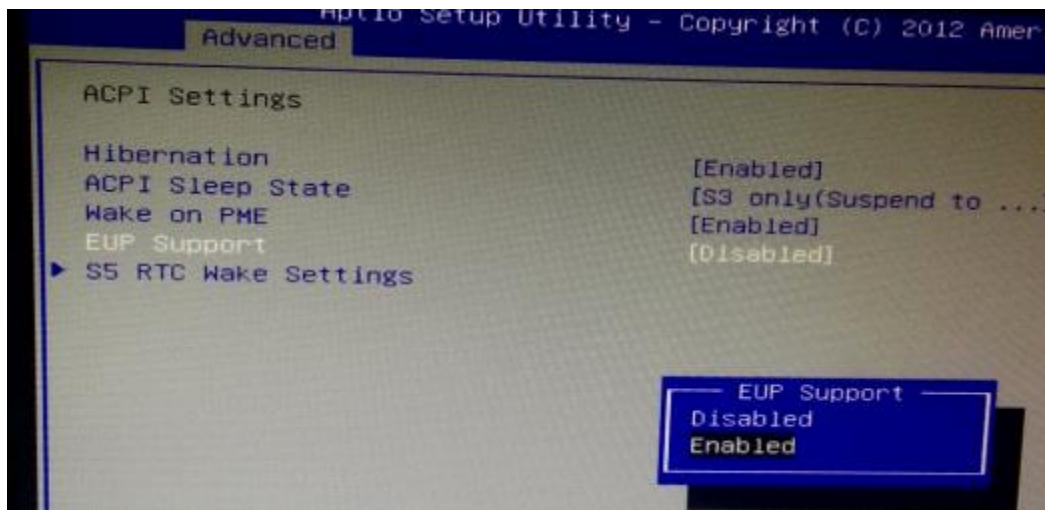 Aptio Setup Utility - Copyright (C) 2012 Amer
Advanced
ACPI Settings
Hibernation [Enabled]
ACPI Sleep State [S3 only(Suspend to ...]
Wake on PME [Enabled]
EUP Support [Disabled]
S5 RTC Wake Settings
EUP Support
Disabled
Enabled